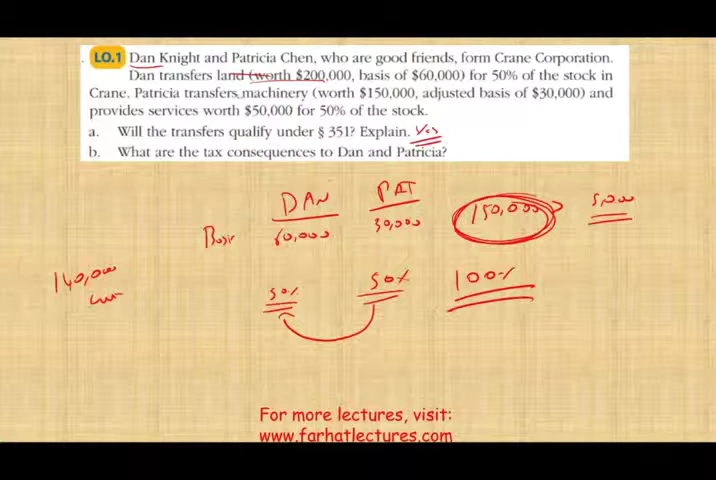 LO.1 Dan Knight and Patricia Chen, who are good friends, form Crane Corporation.
Dan transfers land (worth $200,000, basis of $60,000) for 50% of the stock in
Crane. Patricia transfers machinery (worth $150,000, adjusted basis of $30,000) and
provides services worth $50,000 for 50% of the stock.
a. Will the transfers qualify under § 351? Explain. Yes
b. What are the tax consequences to Dan and Patricia?
DAN PAT 150,000
Basis 60,000 30,000
140,000
50% 50% 100%
For more lectures, visit:
www.farhatlectures.com